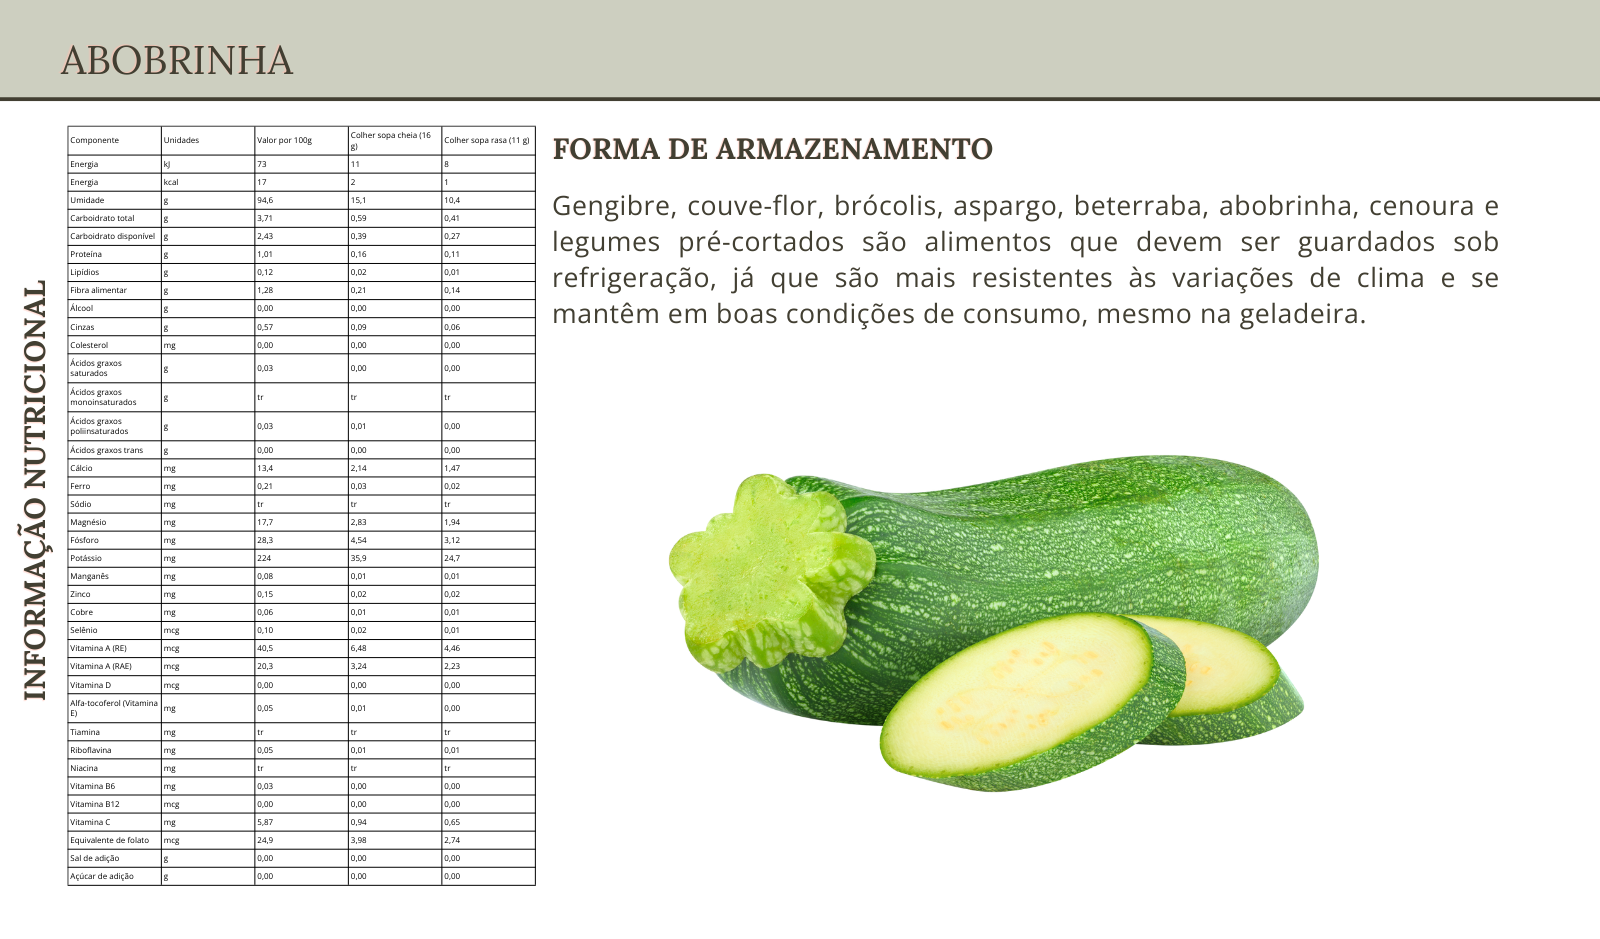 ABOBRINHA
INFORMAÇÃO NUTRICIONAL
Componente Unidades Valor por 100g Colher sopa cheia (16 g) Colher sopa rasa (11 g)
Energia kJ 73 11 8
Energia kcal 17 2 1
Umidade g 94,6 15,1 10,4
Carboidrato total g 3,71 0,59 0,41
Carboidrato disponível g 2,43 0,39 0,27
Proteína g 1,01 0,16 0,11
Lipídios g 0,12 0,02 0,01
Fibra alimentar g 1,28 0,21 0,14
Álcool g 0,00 0,00 0,00
Cinzas g 0,57 0,09 0,06
Colesterol mg 0,00 0,00 0,00
Ácidos graxos saturados g 0,03 0,00 0,00
Ácidos graxos monoinsaturados g tr tr tr
Ácidos graxos poliinsaturados g 0,03 0,01 0,00
Ácidos graxos trans g 0,00 0,00 0,00
Cálcio mg 13,4 2,14 1,47
Ferro mg 0,21 0,03 0,02
Sódio mg tr tr tr
Magnésio mg 17,7 2,83 1,94
Fósforo mg 28,3 4,54 3,12
Potássio mg 224 35,9 24,7
Manganês mg 0,08 0,01 0,01
Zinco mg 0,15 0,02 0,02
Cobre mg 0,06 0,01 0,01
Selênio mcg 0,10 0,02 0,01
Vitamina A (RE) mcg 40,5 6,48 4,46
Vitamina A (RAE) mcg 20,3 3,24 2,23
Vitamina D mcg 0,00 0,00 0,00
Alfa-tocoferol (Vitamina E) mg 0,05 0,01 0,00
Tiamina mg tr tr tr
Riboflavina mg 0,05 0,01 0,01
Niacina mg tr tr tr
Vitamina B6 mg 0,03 0,00 0,00
Vitamina B12 mcg 0,00 0,00 0,00
Vitamina C mg 5,87 0,94 0,65
Equivalente de folato mcg 24,9 3,98 2,74
Sal de adição g 0,00 0,00 0,00
Açúcar de adição g 0,00 0,00 0,00
FORMA DE ARMAZENAMENTO
Gengibre, couve-flor, brócolis, aspargo, beterraba, abobrinha, cenoura e
legumes pré-cortados são alimentos que devem ser guardados sob
refrigeração, já que são mais resistentes às variações de clima e se
mantêm em boas condições de consumo, mesmo na geladeira.